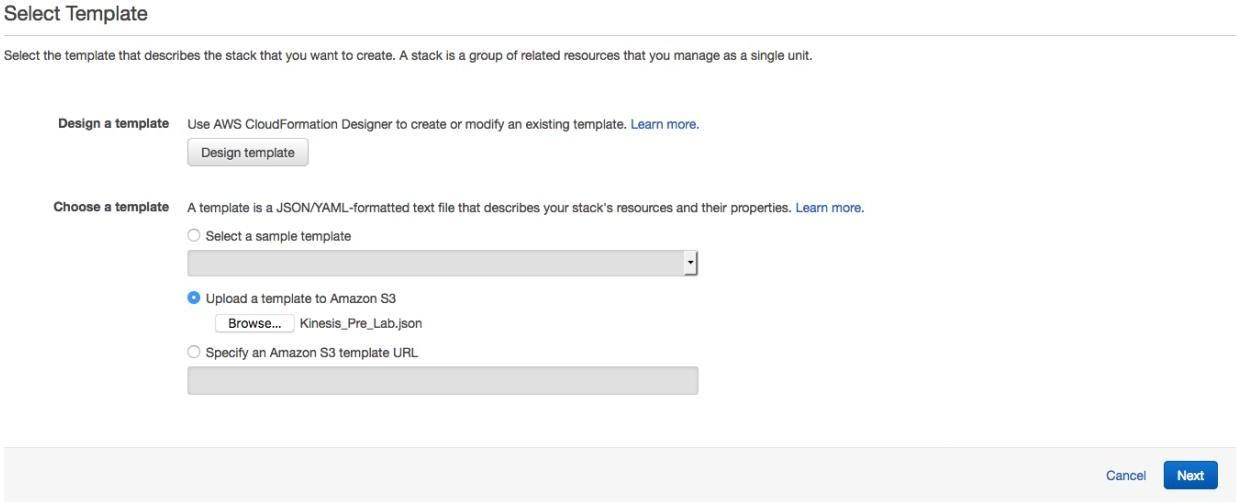 Select Template
Select the template that describes the stack that you want to create. A stack is a group of related resources that you manage as a single unit.
Design a template Use AWS CloudFormation Designer to create or modify an existing template. Learn more.
Design template
Choose a template A template is a JSON/YAML-formatted text file that describes your stack's resources and their properties. Learn more.
Select a sample template
Upload a template to Amazon S3
Browse... Kinesis_Pre_Lab.json
Specify an Amazon S3 template URL
Cancel Next